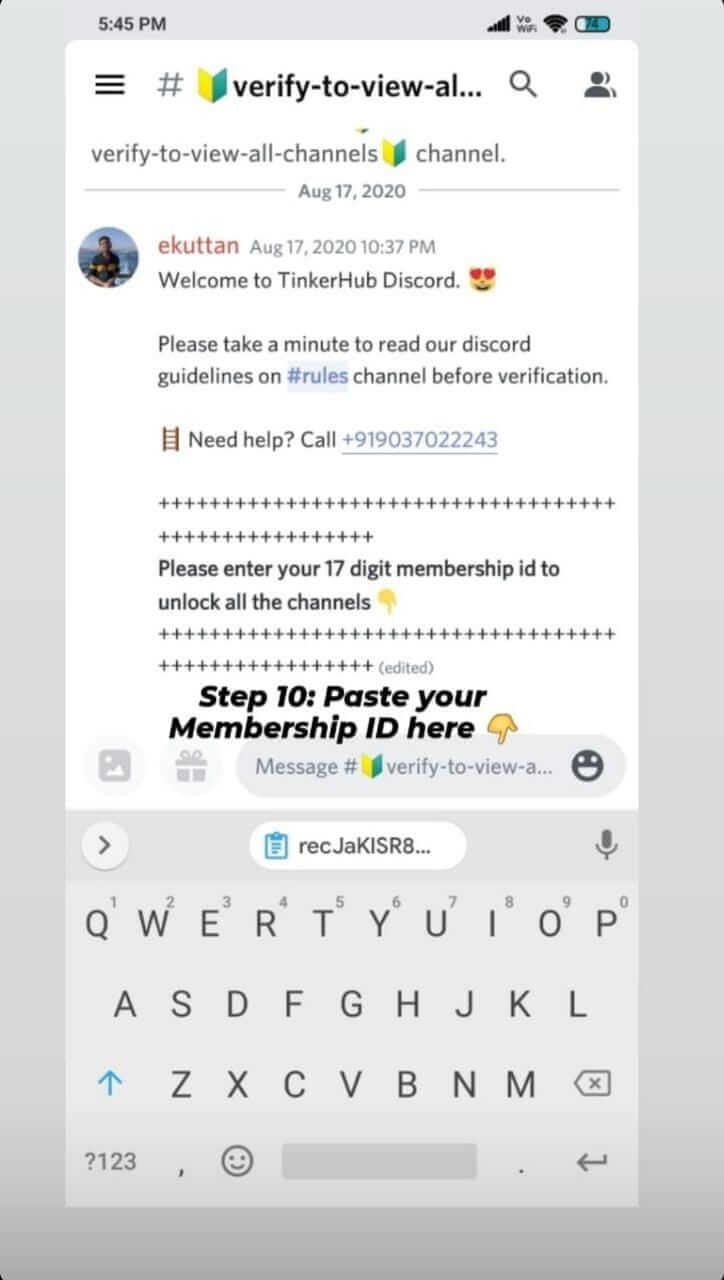 5:45 PM
Vo
WiFi
74
# 🔰verify-to-view-al...
verify-to-view-all-channels🔰 channel.
Aug 17, 2020
ekuttan Aug 17, 2020 10:37 PM
Welcome to TinkerHub Discord. 😻
Please take a minute to read our discord
guidelines on #rules channel before verification.
🪜 Need help? Call +919037022243
++++++++++++++++++++++++++++++++++++
+++++++++++++++++
Please enter your 17 digit membership id to
unlock all the channels 👇
++++++++++++++++++++++++++++++++++++
+++++++++++++++++ (edited)
Step 10: Paste your
Membership ID here 👇
Message #🔰verify-to-view-a...
recJaKISR8...
1 2 3 4 5 6 7 8 9 0
Q W E R T Y U I O P
A S D F G H J K L
Z X C V B N M
?123 , .